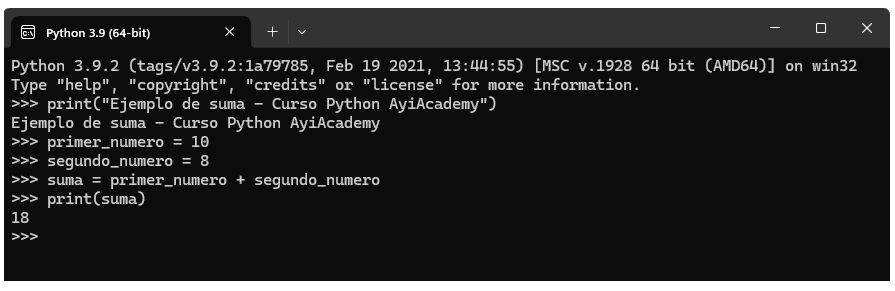 Python 3.9 (64-bit)
Python 3.9.2 (tags/v3.9.2:1a79785, Feb 19 2021, 13:44:55) [MSC v.1928 64 bit (AMD64)] on win32
Type "help", "copyright", "credits" or "license" for more information.
>>> print("Ejemplo de suma - Curso Python AyiAcademy")
Ejemplo de suma - Curso Python AyiAcademy
>>> primer_numero = 10
>>> segundo_numero = 8
>>> suma = primer_numero + segundo_numero
>>> print(suma)
18
>>>